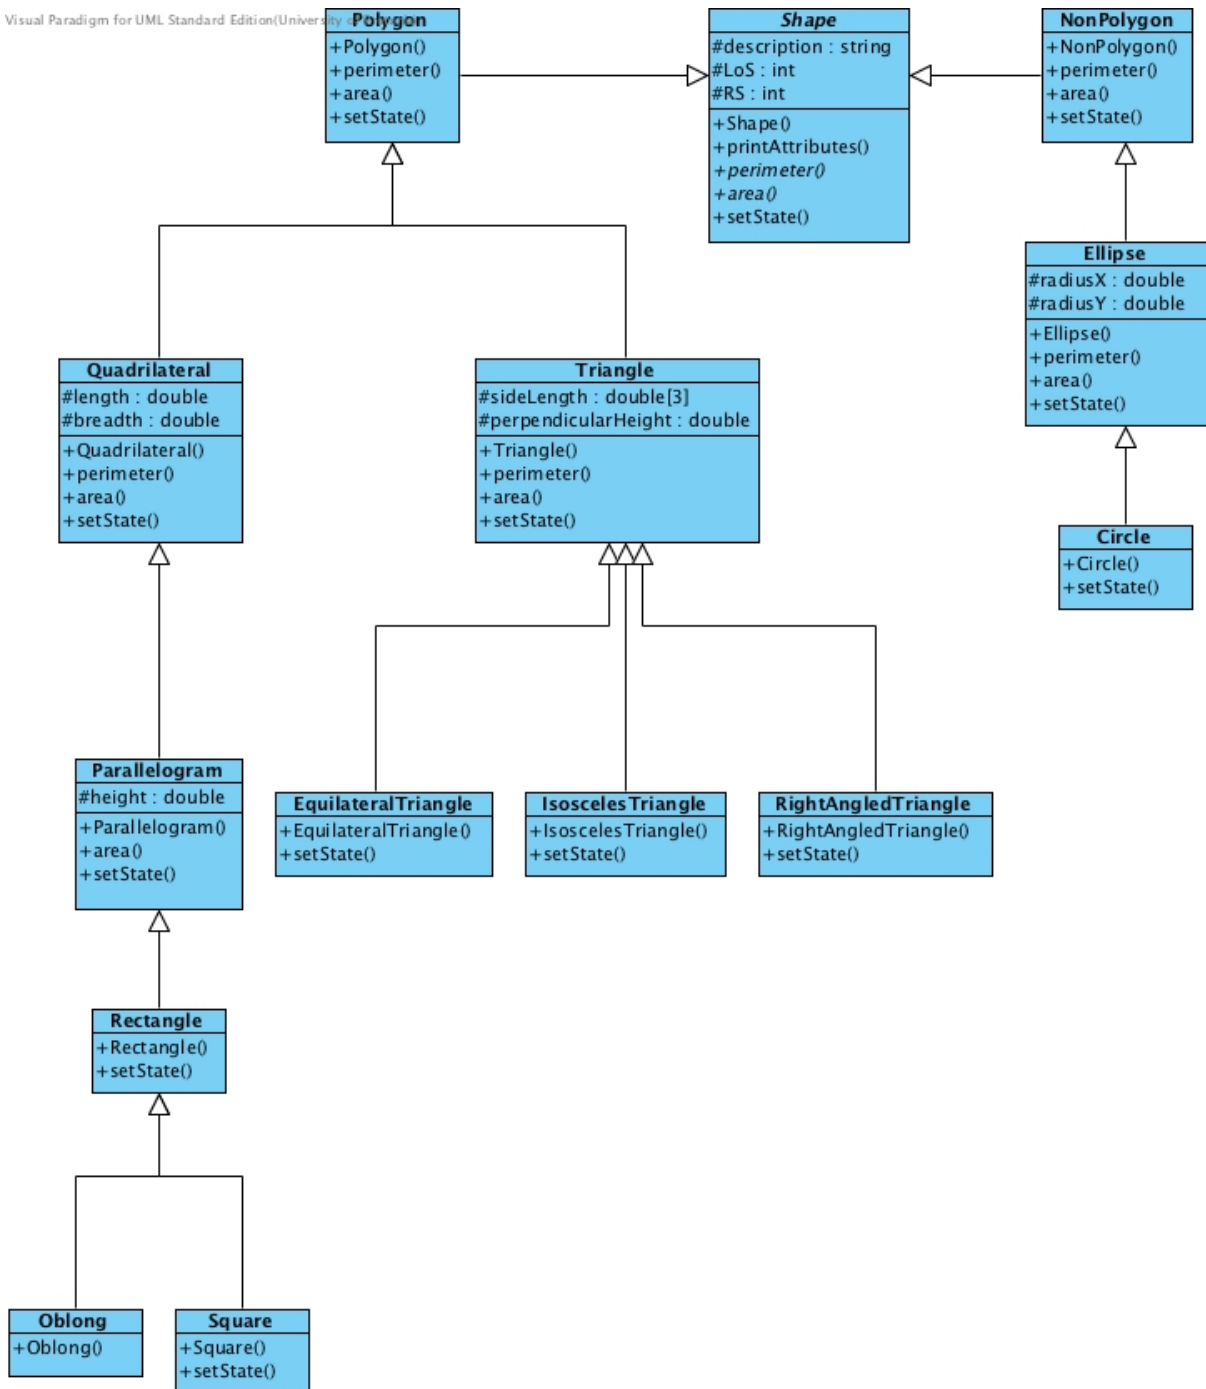 Visual Paradigm for UML Standard Edition(University
Polygon
+Polygon()
+perimeter()
+area()
+setState()
Shape
#description : string
#LoS : int
#RS : int
+Shape()
+printAttributes()
+perimeter()
+area()
+setState()
NonPolygon
+NonPolygon()
+perimeter()
+area()
+setState()
Ellipse
#radiusX : double
#radiusY : double
+Ellipse()
+perimeter()
+area()
+setState()
Quadrilateral
#length : double
#breadth : double
+Quadrilateral()
+perimeter()
+area()
+setState()
Triangle
#sideLength : double[3]
#perpendicularHeight : double
+Triangle()
+perimeter()
+area()
+setState()
Circle
+Circle()
+setState()
Parallelogram
#height : double
+Parallelogram()
+area()
+setState()
EquilateralTriangle
+EquilateralTriangle()
+setState()
IsoscelesTriangle
+IsoscelesTriangle()
+setState()
RightAngledTriangle
+RightAngledTriangle()
+setState()
Rectangle
+Rectangle()
+setState()
Oblong
+Oblong()
Square
+Square()
+setState()